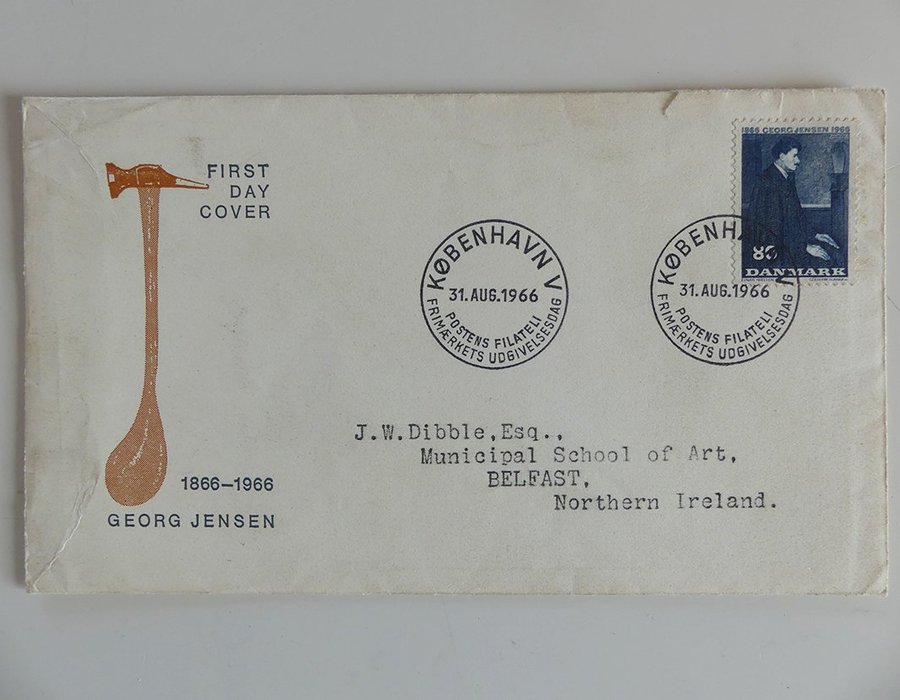 FIRST
DAY
COVER
1866 GEORG JENSEN 1966
80
DANMARK
KØBENHAVN V
31. AUG. 1966
POSTENS FILATELI
FRIMÆRKETS UDGIVELSESDAG
KØBENHAVN V
31. AUG. 1966
POSTENS FILATELI
FRIMÆRKETS UDGIVELSESDAG
J.W.Dibble,Esq.,
Municipal School of Art,
BELFAST,
Northern Ireland.
1866–1966
GEORG JENSEN